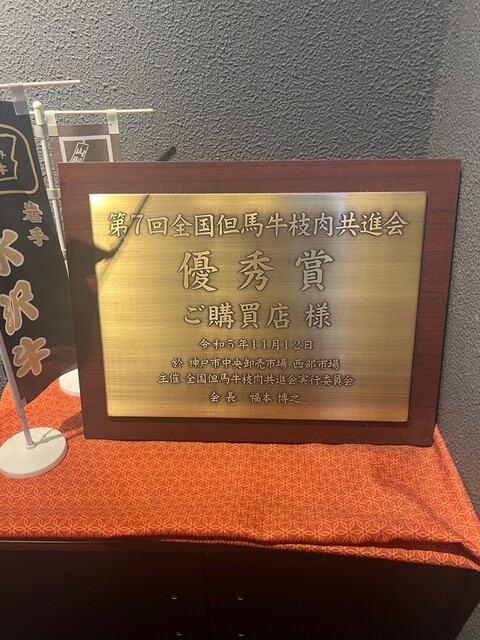 第7回全国但馬牛枝肉共進会
優秀賞
ご購買店 様
令和5年11月12日
於 神戸市中央卸売市場 西部市場
主催 全国但馬牛枝肉共進会実行委員会
会長 福本 博之
岩手
水沢牛